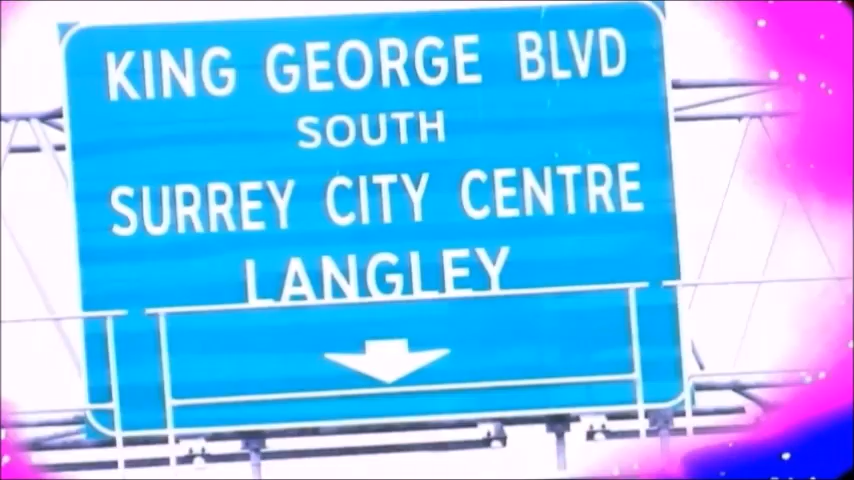 KING GEORGE BLVD
SOUTH
SURREY CITY CENTRE
LANGLEY